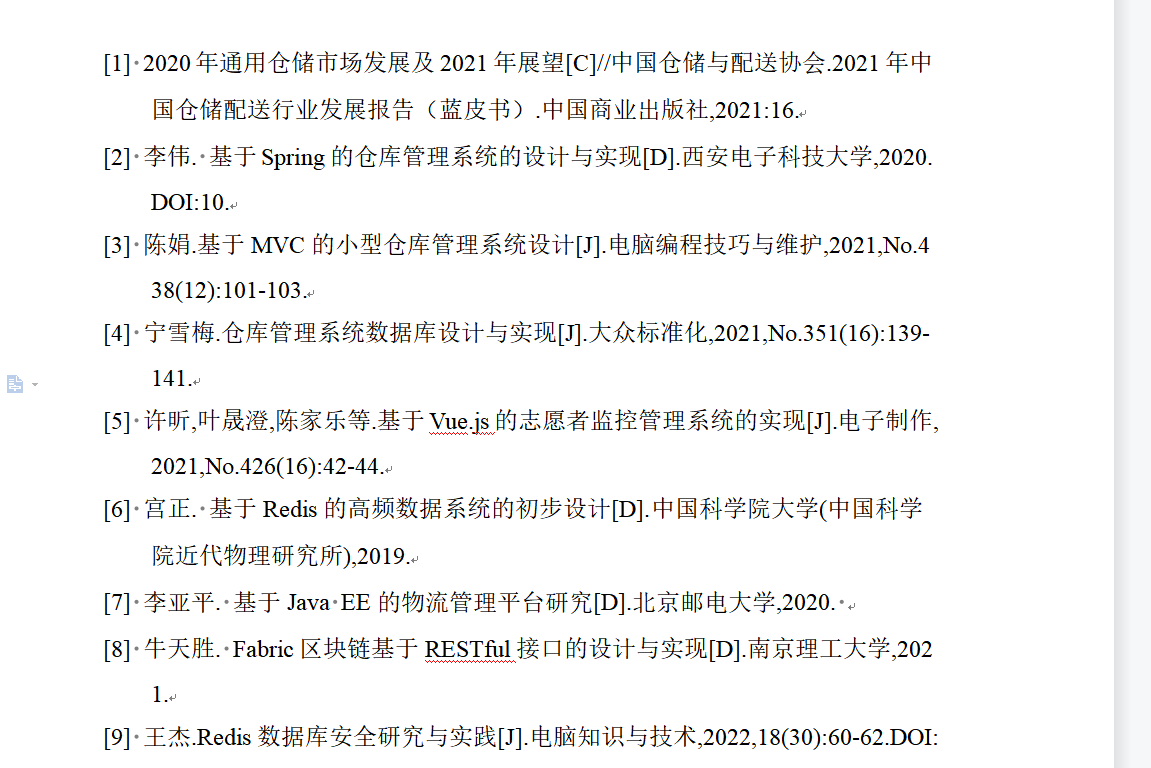 [1] 2020 年通用仓储市场发展及 2021 年展望[C]//中国仓储与配送协会.2021 年中
国仓储配送行业发展报告（蓝皮书）.中国商业出版社,2021:16.
[2] 李伟. 基于 Spring 的仓库管理系统的设计与实现[D].西安电子科技大学,2020.
DOI:10.
[3] 陈娟.基于 MVC 的小型仓库管理系统设计[J].电脑编程技巧与维护,2021,No.4
38(12):101-103.
[4] 宁雪梅.仓库管理系统数据库设计与实现[J].大众标准化,2021,No.351(16):139-
141.
[5] 许昕,叶晟澄,陈家乐等.基于 Vue.js 的志愿者监控管理系统的实现[J].电子制作,
2021,No.426(16):42-44.
[6] 宫正. 基于 Redis 的高频数据系统的初步设计[D].中国科学院大学(中国科学
院近代物理研究所),2019.
[7] 李亚平. 基于 Java EE 的物流管理平台研究[D].北京邮电大学,2020.
[8] 牛天胜. Fabric 区块链基于 RESTful 接口的设计与实现[D].南京理工大学,202
1.
[9] 王杰.Redis 数据库安全研究与实践[J].电脑知识与技术,2022,18(30):60-62.DOI: